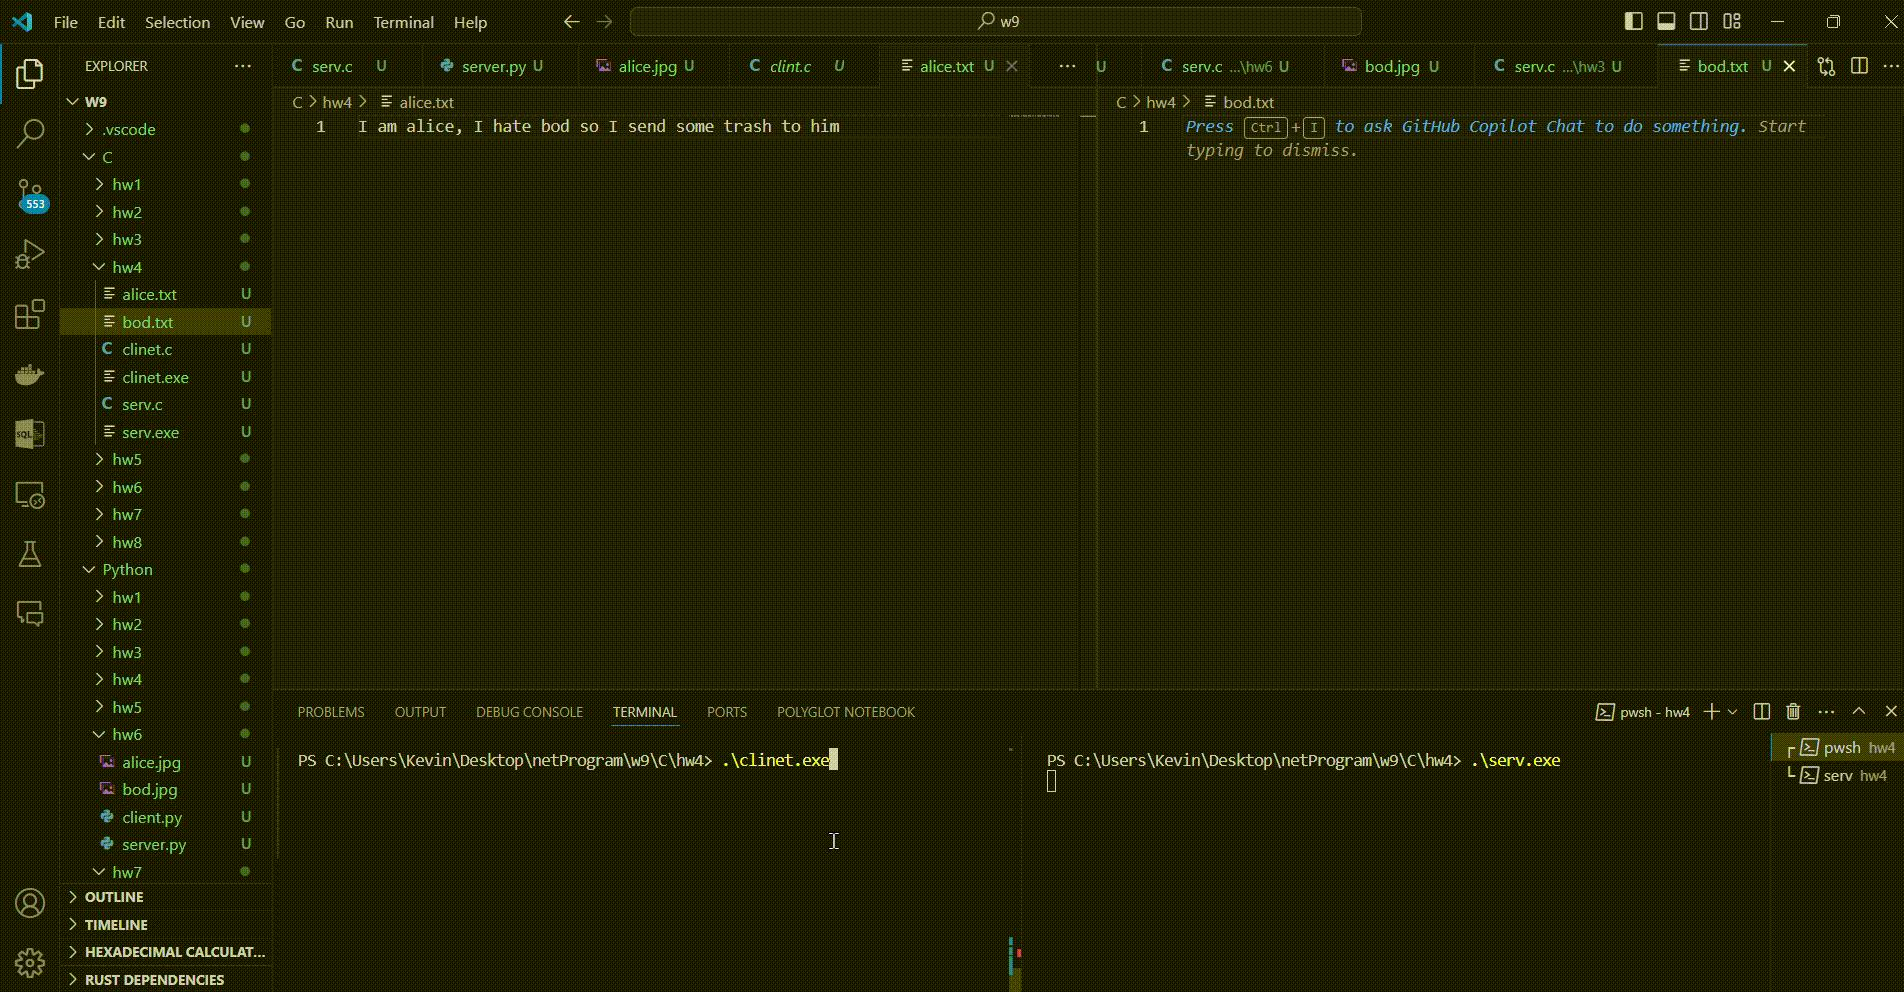 File Edit Selection View Go Run Terminal Help
w9
EXPLORER
W9
.vscode
C
hw1
hw2
hw3
hw4
alice.txt U
bod.txt U
clinet.c U
clinet.exe U
serv.c U
serv.exe U
hw5
hw6
hw7
hw8
Python
hw1
hw2
hw3
hw4
hw5
hw6
alice.jpg U
bod.jpg U
client.py U
server.py U
hw7
OUTLINE
TIMELINE
HEXADECIMAL CALCULAT...
RUST DEPENDENCIES
553
SQL
C serv.c U
server.py U
alice.jpg U
C clint.c U
alice.txt U
C > hw4 > alice.txt
1 I am alice, I hate bod so I send some trash to him
U
C serv.c ...\hw6 U
bod.jpg U
C serv.c ...\hw3 U
bod.txt U
C > hw4 > bod.txt
1 Press Ctrl + I to ask GitHub Copilot Chat to do something. Start
typing to dismiss.
PROBLEMS OUTPUT DEBUG CONSOLE TERMINAL PORTS POLYGLOT NOTEBOOK
pwsh - hw4
PS C:\Users\Kevin\Desktop\netProgram\w9\C\hw4> .\clinet.exe
PS C:\Users\Kevin\Desktop\netProgram\w9\C\hw4> .\serv.exe
pwsh hw4
serv hw4